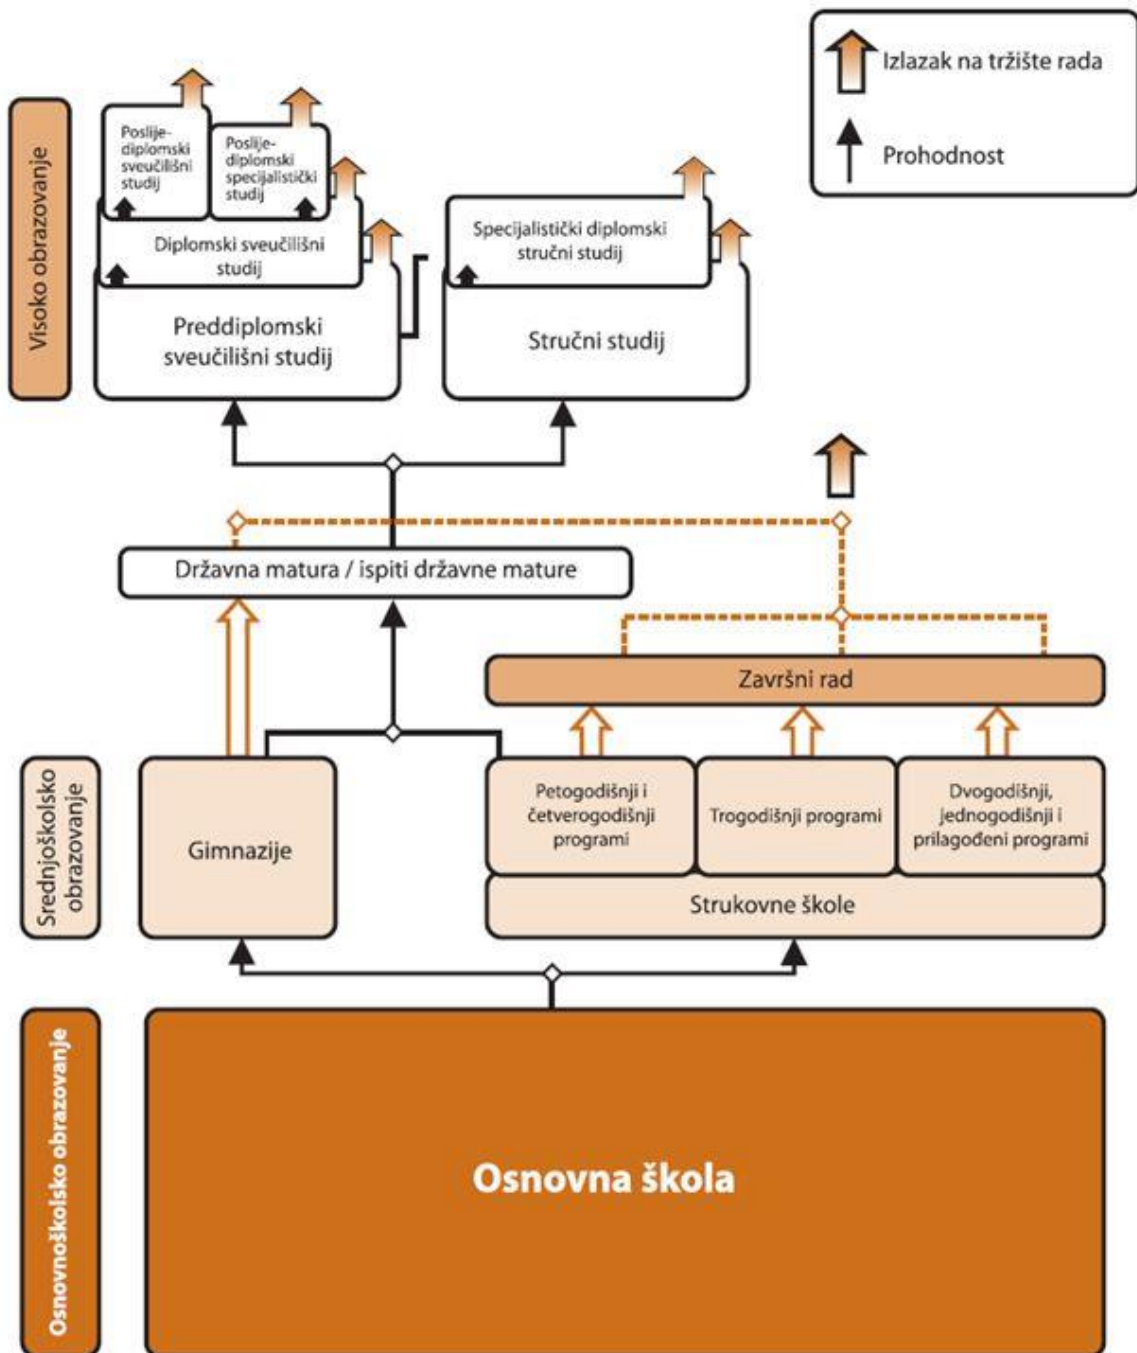 Izlazak na tržište rada
Prohodnost
Visoko obrazovanje
Poslije-
diplomski
sveučilišni
studij
Poslije-
diplomski
specijalistički
studij
Diplomski sveučilišni
studij
Preddiplomski
sveučilišni studij
Specijalistički diplomski
stručni studij
Stručni studij
Državna matura / ispiti državne mature
Završni rad
Srednjoškolsko
obrazovanje
Gimnazije
Petogodišnji i
četverogodišnji
programi
Trogodišnji programi
Dvogodišnji,
jednogodišnji i
prilagođeni programi
Strukovne škole
Osnovnoškolsko obrazovanje
Osnovna škola